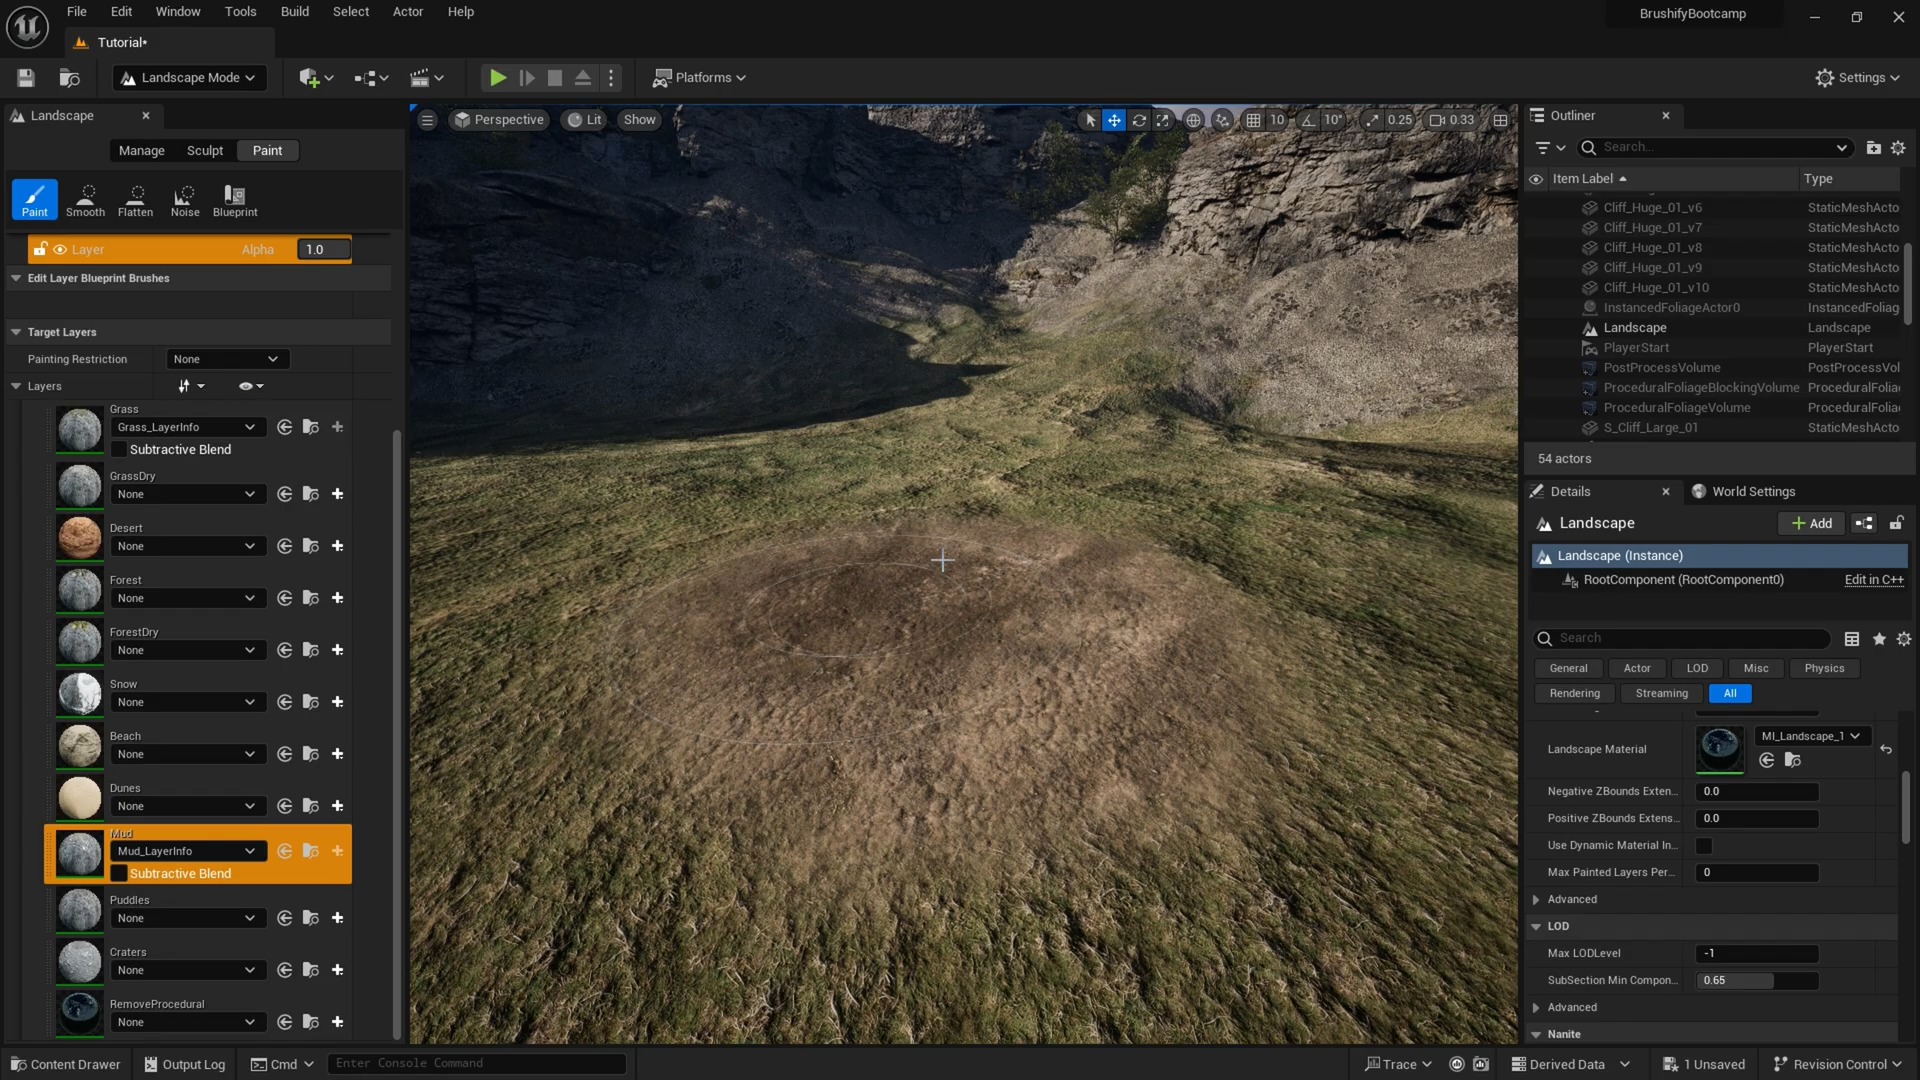 File Edit Window Tools Build Select Actor Help
BrushifyBootcamp
Tutorial*
Landscape Mode
Platforms
Settings
Landscape
Manage Sculpt Paint
Paint Smooth Flatten Noise Blueprint
Layer Alpha 1.0
Edit Layer Blueprint Brushes
Target Layers
Painting Restriction None
Layers
Grass
Grass_LayerInfo
Subtractive Blend
GrassDry
None
Desert
None
Forest
None
ForestDry
None
Snow
None
Beach
None
Dunes
None
Mud
Mud_LayerInfo
Subtractive Blend
Puddles
None
Craters
None
RemoveProcedural
None
Perspective Lit Show 10 10° 0.25 0.33
Outliner
Search...
Item Label Type
Cliff_Huge_01_v6 StaticMeshActo
Cliff_Huge_01_v7 StaticMeshActo
Cliff_Huge_01_v8 StaticMeshActo
Cliff_Huge_01_v9 StaticMeshActo
Cliff_Huge_01_v10 StaticMeshActo
InstancedFoliageActor0 InstancedFoliag
Landscape Landscape
PlayerStart PlayerStart
PostProcessVolume PostProcessVol
ProceduralFoliageBlockingVolume ProceduralFolia
ProceduralFoliageVolume ProceduralFolia
S_Cliff_Large_01 StaticMeshActo
54 actors
Details World Settings
Landscape Add
Landscape (Instance)
RootComponent (RootComponent0) Edit in C++
Search
General Actor LOD Misc Physics
Rendering Streaming All
Landscape Material MI_Landscape_1
Negative ZBounds Exten... 0.0
Positive ZBounds Extens... 0.0
Use Dynamic Material In...
Max Painted Layers Per... 0
Advanced
LOD
Max LODLevel -1
SubSection Min Compon... 0.65
Advanced
Nanite
Content Drawer Output Log Cmd Enter Console Command Trace Derived Data 1 Unsaved Revision Control